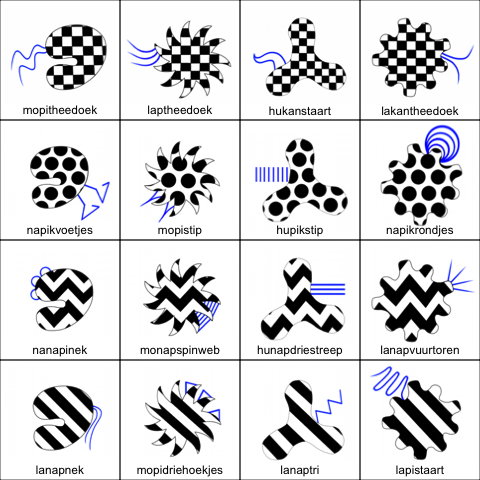 mopitheedoek
laptheedoek
hukanstaart
lakantheedoek
napikvoetjes
mopistip
hupikstip
napikrondjes
nanapinek
monapspinweb
hunapdriestreep
lanapvuurtoren
lanapnek
mopidriehoekjes
lanaptri
lapistaart